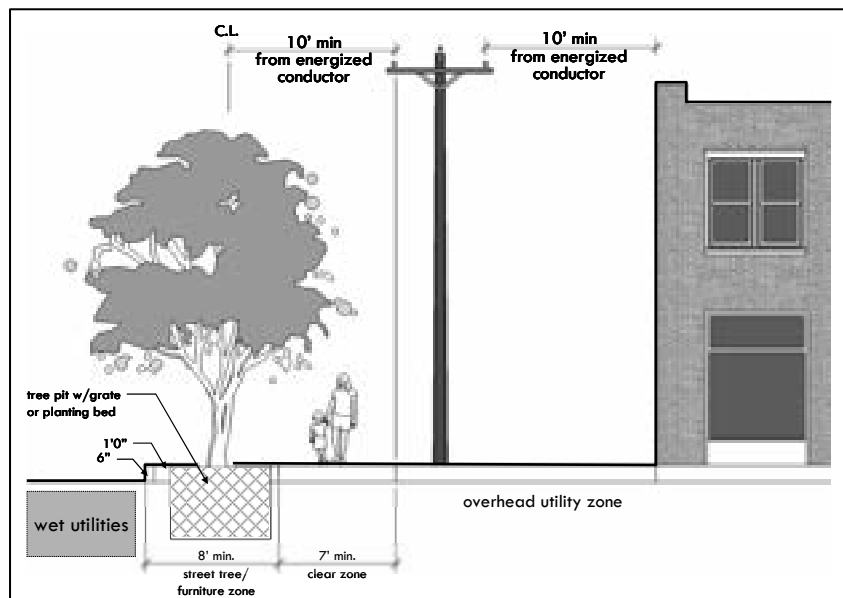 C.L.
10' min
from energized
conductor
10' min
from energized
conductor
tree pit w/grate
or planting bed
1'0"
6"
wet utilities
overhead utility zone
8' min.
street tree/
furniture zone
7' min.
clear zone